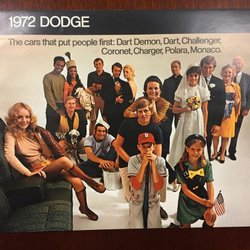 1972 DODGE
The cars that put people first: Dart Demon, Dart, Challenger,
Coronet, Charger, Polara, Monaco.